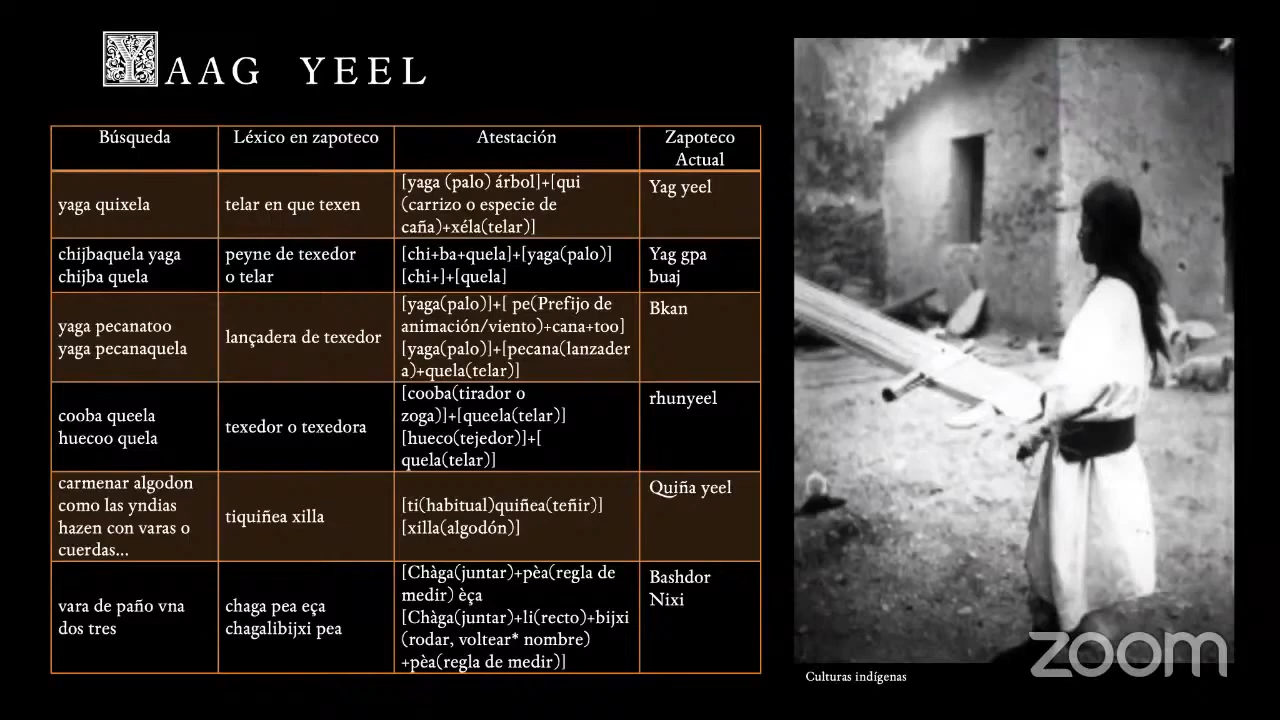 YAAG YEEL
Búsqueda
Léxico en zapoteco
Atestación
Zapoteco
Actual
yaga quixela
telar en que texen
[yaga (palo) árbol]+[qui
(carrizo o especie de
caña)+xéla(telar)]
Yag yeel
chijbaquela yaga
chijba quela
peyne de texedor
o telar
[chi+ba+quela]+[yaga(palo)]
[chi+]+[quela]
Yag gpa
buaj
yaga pecanatoo
yaga pecanaquela
lançadera de texedor
[yaga(palo)]+[ pe(Prefijo de
animación/viento)+cana+too]
[yaga(palo)]+[pecana(lanzader
a)+quela(telar)]
Bkan
cooba queela
huecoo quela
texedor o texedora
[cooba(tirador o
zoga)]+[queela(telar)]
[hueco(tejedor)]+[
quela(telar)]
rhunyeel
carmenar algodon
como las yndias
hazen con varas o
cuerdas...
tiquiñea xilla
[ti(habitual)quiñea(teñir)]
[xilla(algodón)]
Quiña yeel
vara de paño vna
dos tres
chaga pea eça
chagalibijxi pea
[Chàga(juntar)+pèa(regla de
medir) èça
[Chàga(juntar)+li(recto)+bijxi
(rodar, voltear* nombre)
+pèa(regla de medir)]
Bashdor
Nixi
Culturas indígenas
zoom